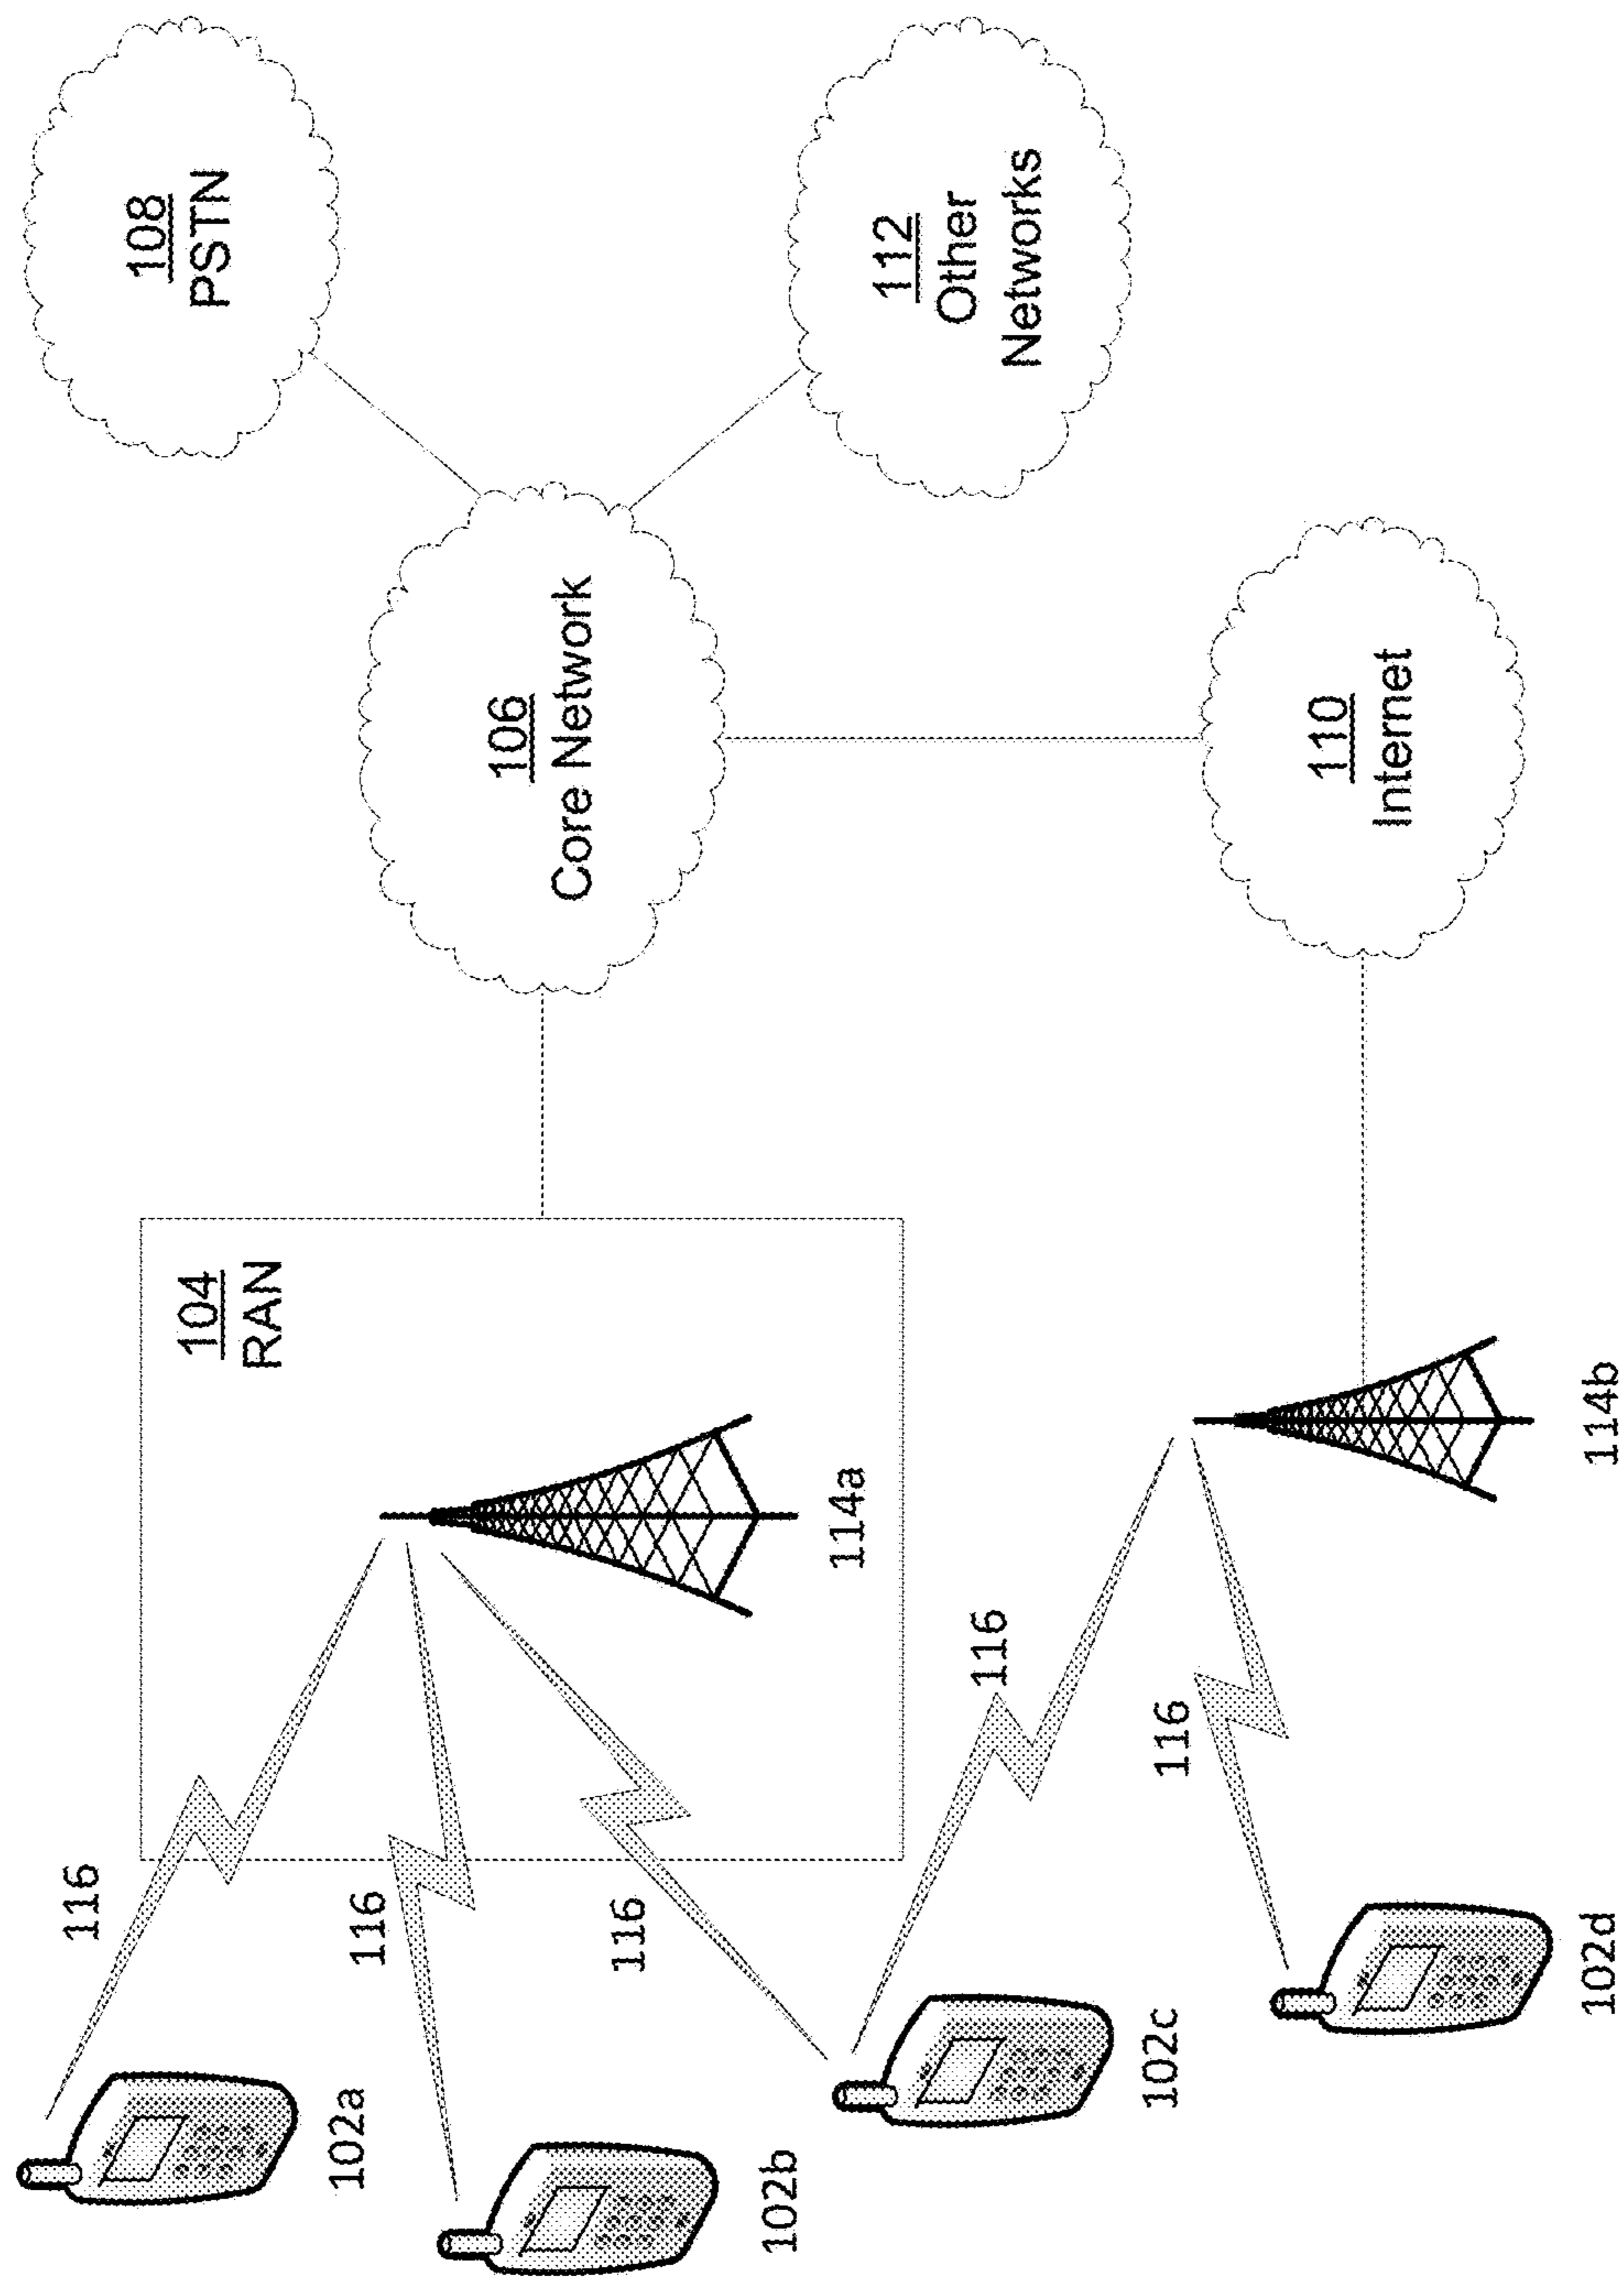 108
PSTN
106
Core Network
112
Other
Networks
110
Internet
104
RAN
114a
114b
116
116
116
116
116
102a
102b
102c
102d